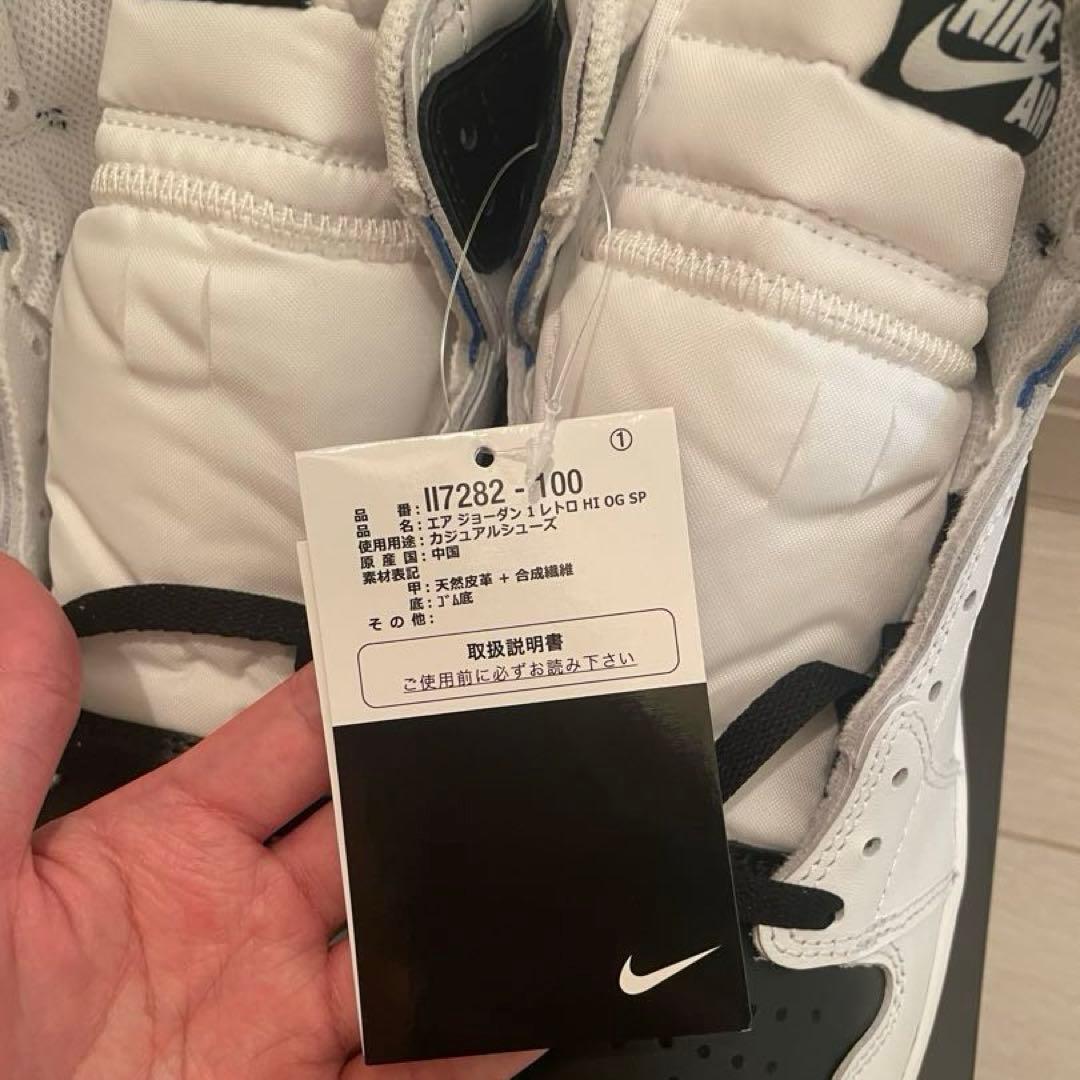 NIKE
AIR
①
品 番：II7282 - 100
品 名：エア ジョーダン 1 レトロ HI OG SP
使用用途：カジュアルシューズ
原 産 国：中国
素材表記
甲：天然皮革 + 合成繊維
底：ｺﾞﾑ底
そ の 他：
取扱説明書
ご使用前に必ずお読み下さい